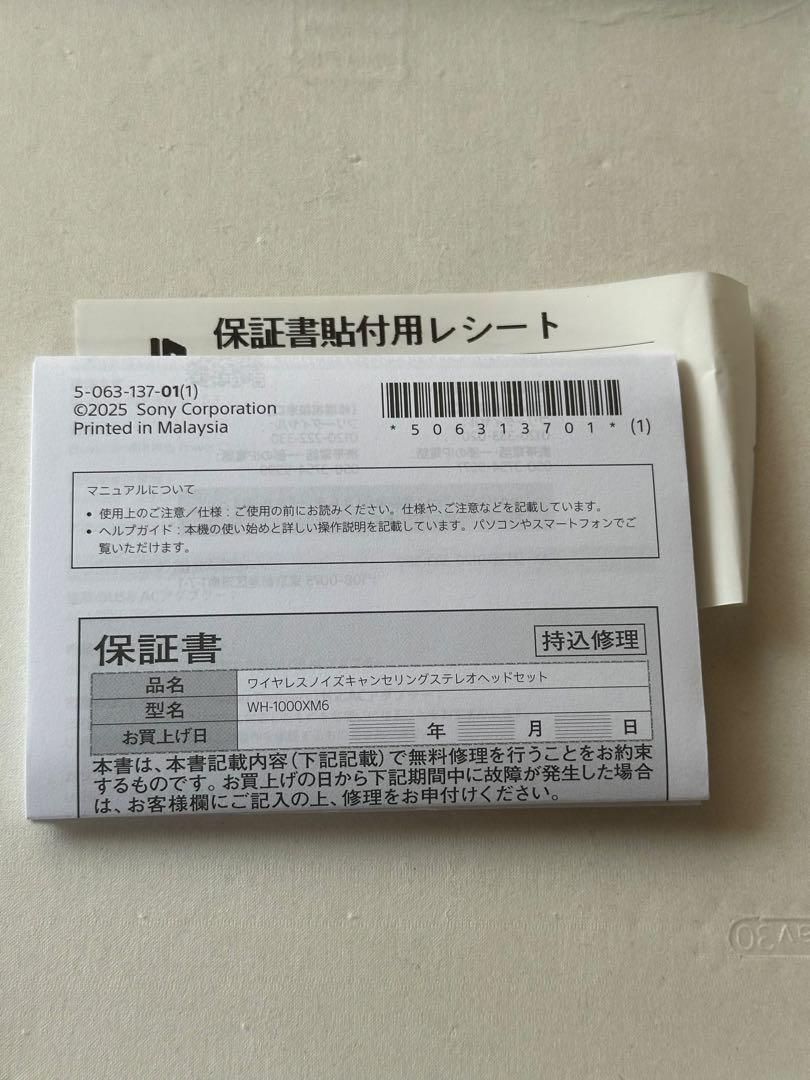 保証書貼付用レシート
5-063-137-01(1)
©2025 Sony Corporation
Printed in Malaysia
*506313701* (1)
マニュアルについて
• 使用上のご注意／仕様：ご使用の前にお読みください。仕様や、ご注意などを記載しています。
• ヘルプガイド：本機の使い始めと詳しい操作説明を記載しています。パソコンやスマートフォンでご
覧いただけます。
保証書 持込修理
品名 ワイヤレスノイズキャンセリングステレオヘッドセット
型名 WH-1000XM6
お買上げ日 年 月 日
本書は、本書記載内容（下記記載）で無料修理を行うことをお約束
するものです。お買上げの日から下記期間中に故障が発生した場合
は、お客様欄にご記入の上、修理をお申付けください。